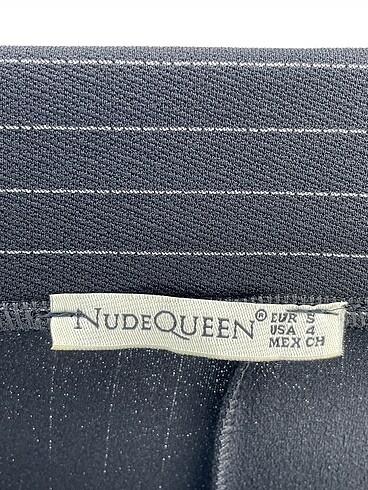 NUDEQUEEN®
EUR S
USA 4
MEX CH